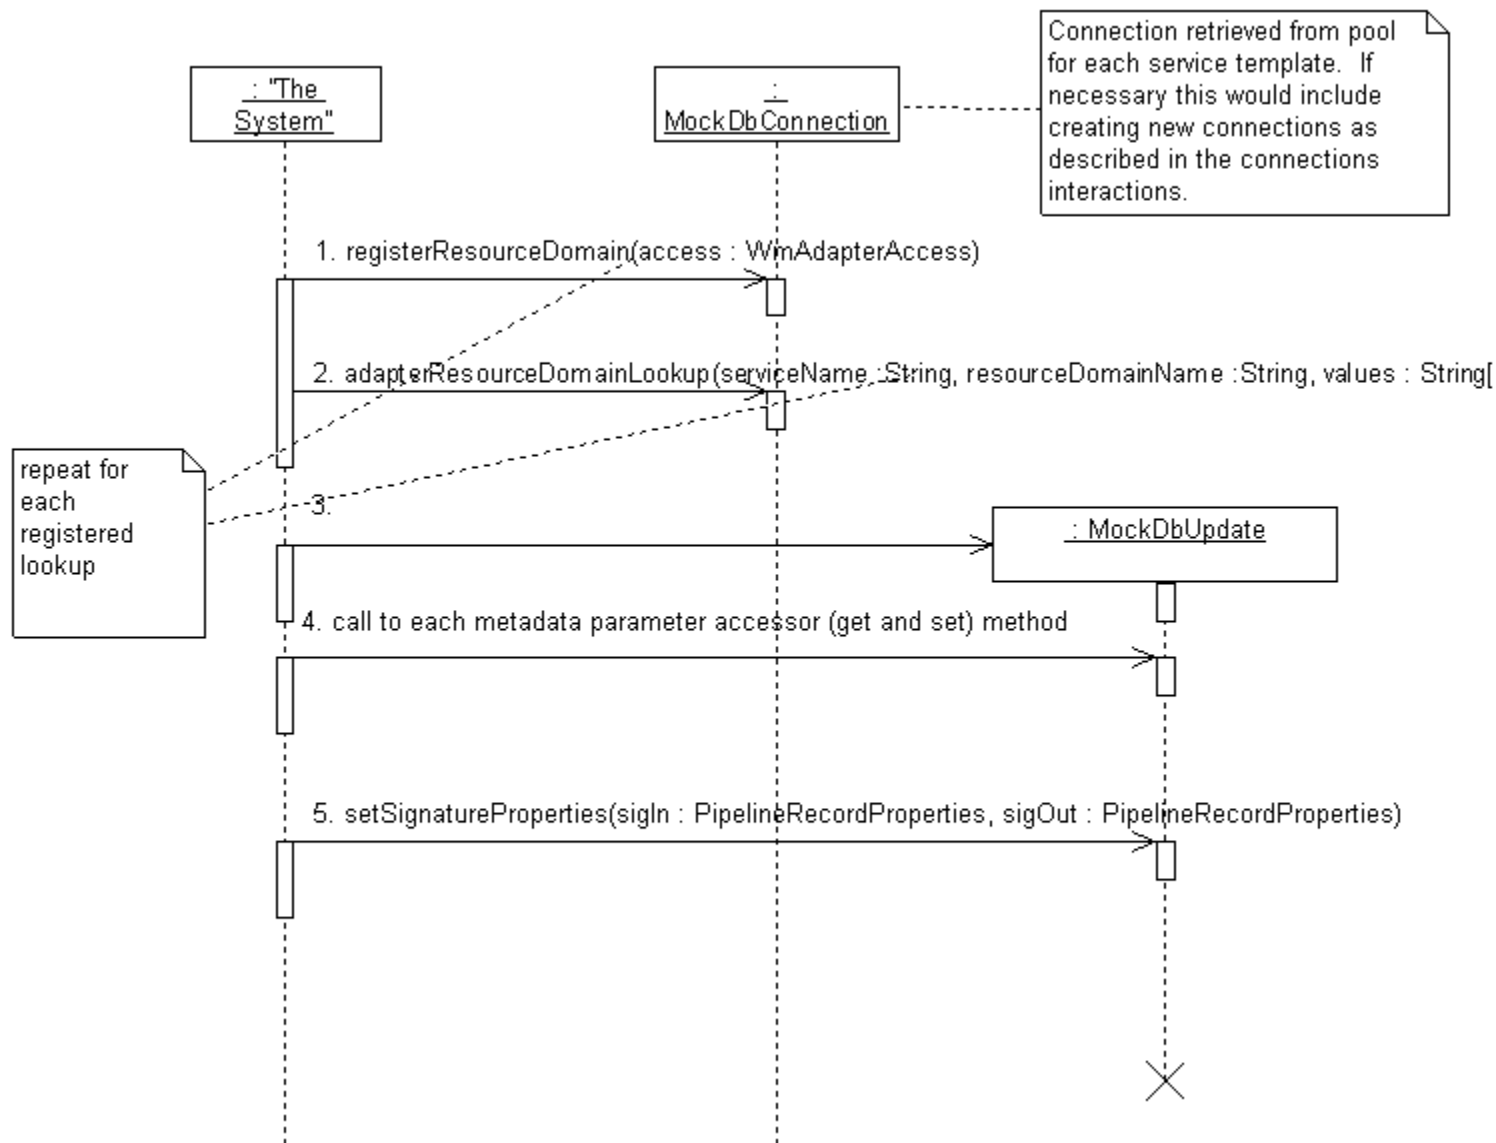 Connection retrieved from pool
for each service template.  If
necessary this would include
creating new connections as
described in the connections
interactions.
: "The
System"
:
MockDbConnection
1. registerResourceDomain(access : WmAdapterAccess)
2. adapterResourceDomainLookup(serviceName :String, resourceDomainName :String, values : String[
repeat for
each
registered
lookup
3.
: MockDbUpdate
4. call to each metadata parameter accessor (get and set) method
5. setSignatureProperties(sigIn : PipelineRecordProperties, sigOut : PipelineRecordProperties)